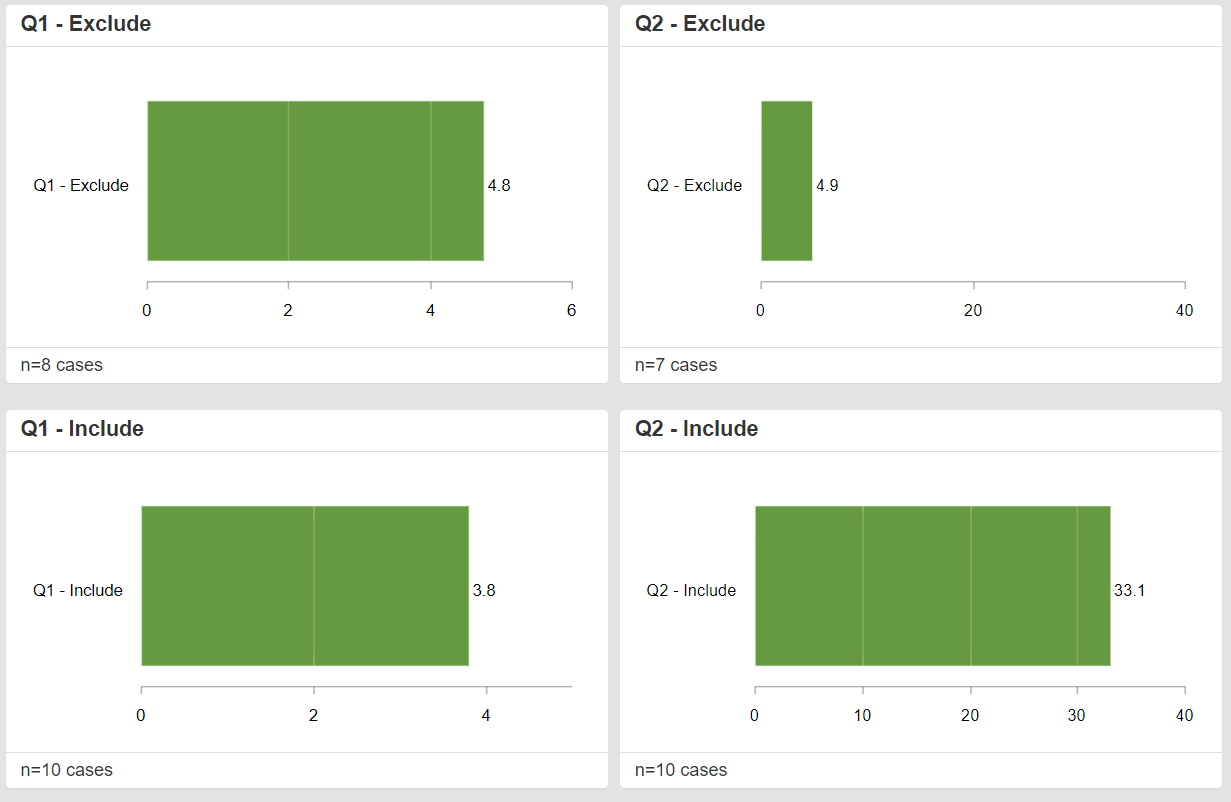 Q1 - Exclude
Q1 - Exclude
4.8
0 2 4 6
n=8 cases
Q2 - Exclude
Q2 - Exclude
4.9
0 20 40
n=7 cases
Q1 - Include
Q1 - Include
3.8
0 2 4
n=10 cases
Q2 - Include
Q2 - Include
33.1
0 10 20 30 40
n=10 cases